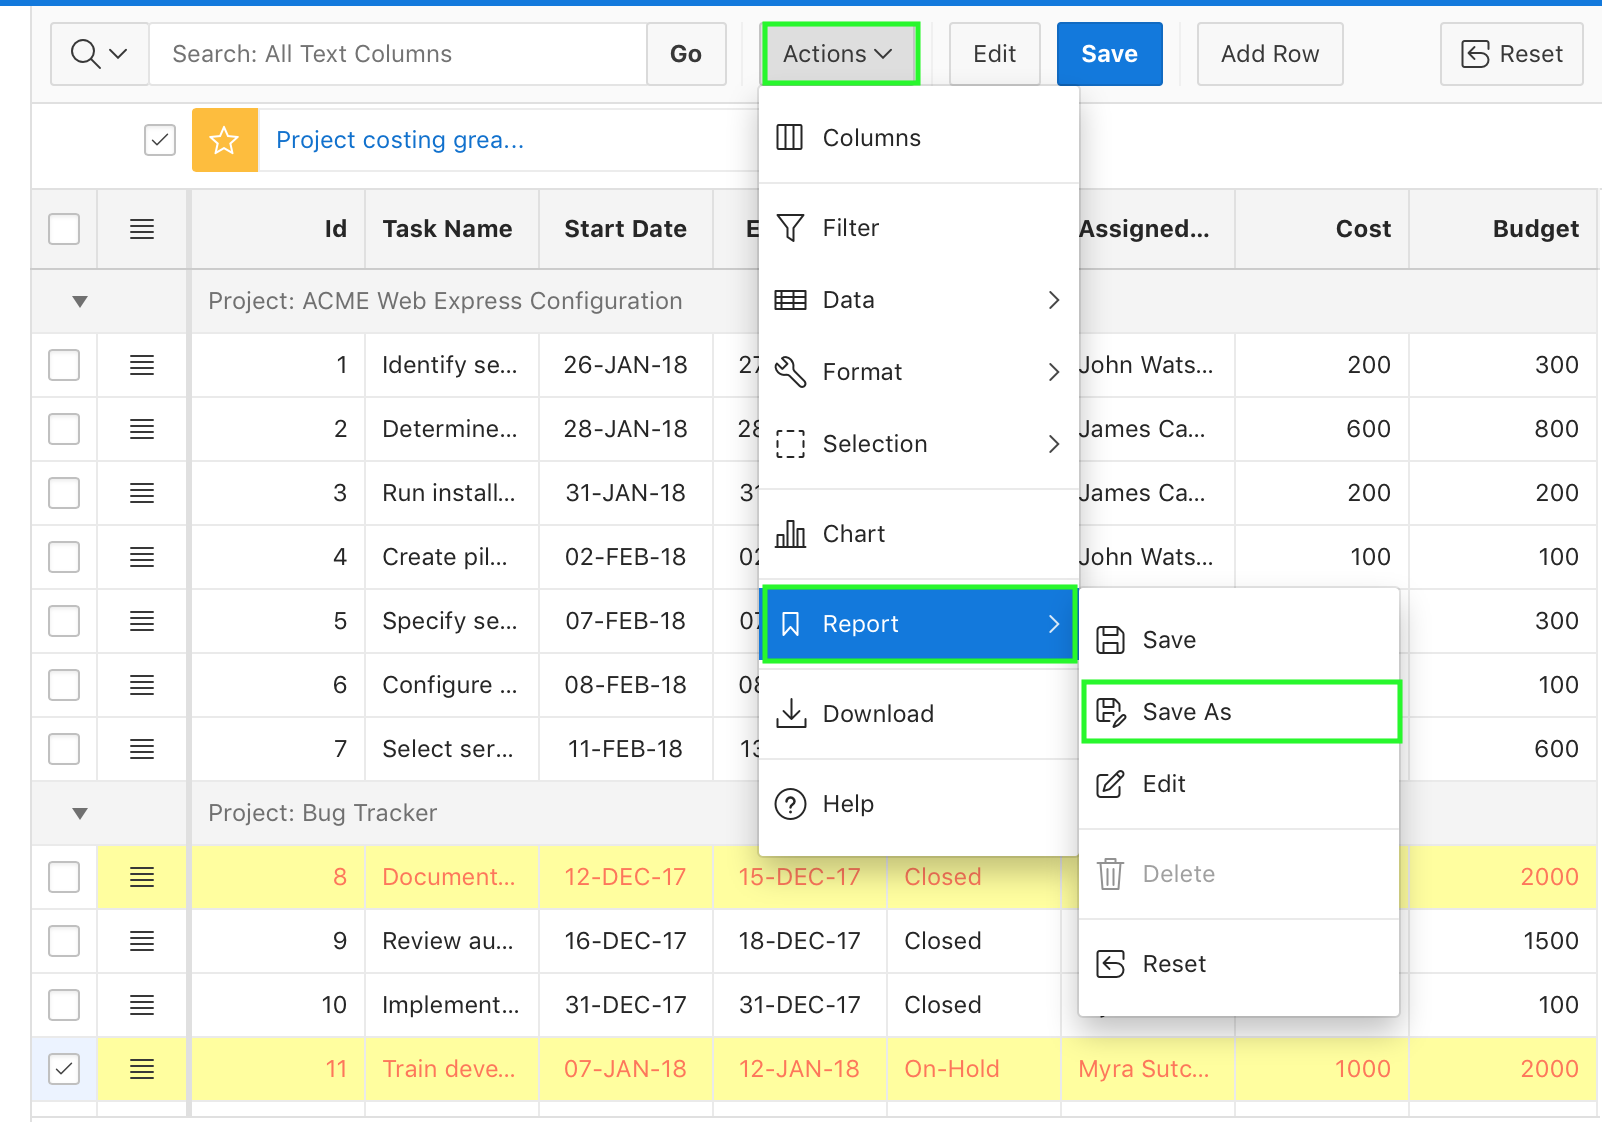 Search: All Text Columns Go Actions Edit Save Add Row Reset
Project costing grea...
Columns
Id Task Name Start Date E Assigned... Cost Budget
Filter
Project: ACME Web Express Configuration
Data
1 Identify se... 26-JAN-18 27 John Wats... 200 300
Format
2 Determine... 28-JAN-18 28 James Ca... 600 800
Selection
3 Run install... 31-JAN-18 31 James Ca... 200 200
Chart
4 Create pil... 02-FEB-18 02 John Wats... 100 100
Report
5 Specify se... 07-FEB-18 07 300
Save
6 Configure ... 08-FEB-18 08 100
Download
Save As
7 Select ser... 11-FEB-18 13 600
Edit
Project: Bug Tracker
Help
8 Document... 12-DEC-17 15-DEC-17 Closed 2000
Delete
9 Review au... 16-DEC-17 18-DEC-17 Closed 1500
Reset
10 Implement... 31-DEC-17 31-DEC-17 Closed 100
11 Train deve... 07-JAN-18 12-JAN-18 On-Hold Myra Sutc... 1000 2000